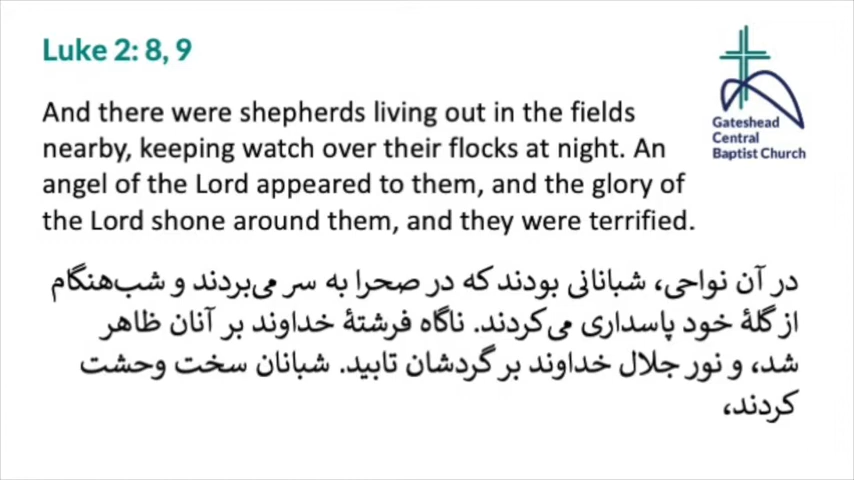 Luke 2: 8, 9
Gateshead
Central
Baptist Church
And there were shepherds living out in the fields
nearby, keeping watch over their flocks at night. An
angel of the Lord appeared to them, and the glory of
the Lord shone around them, and they were terrified.
در آن نواحی، شبانانی بودند که در صحرا به سر می‌بردند و شب‌هنگام
از گلۀ خود پاسداری می‌کردند. ناگاه فرشتۀ خداوند بر آنان ظاهر
شد، و نور جلال خداوند بر گردشان تابید. شبانان سخت وحشت
کردند،